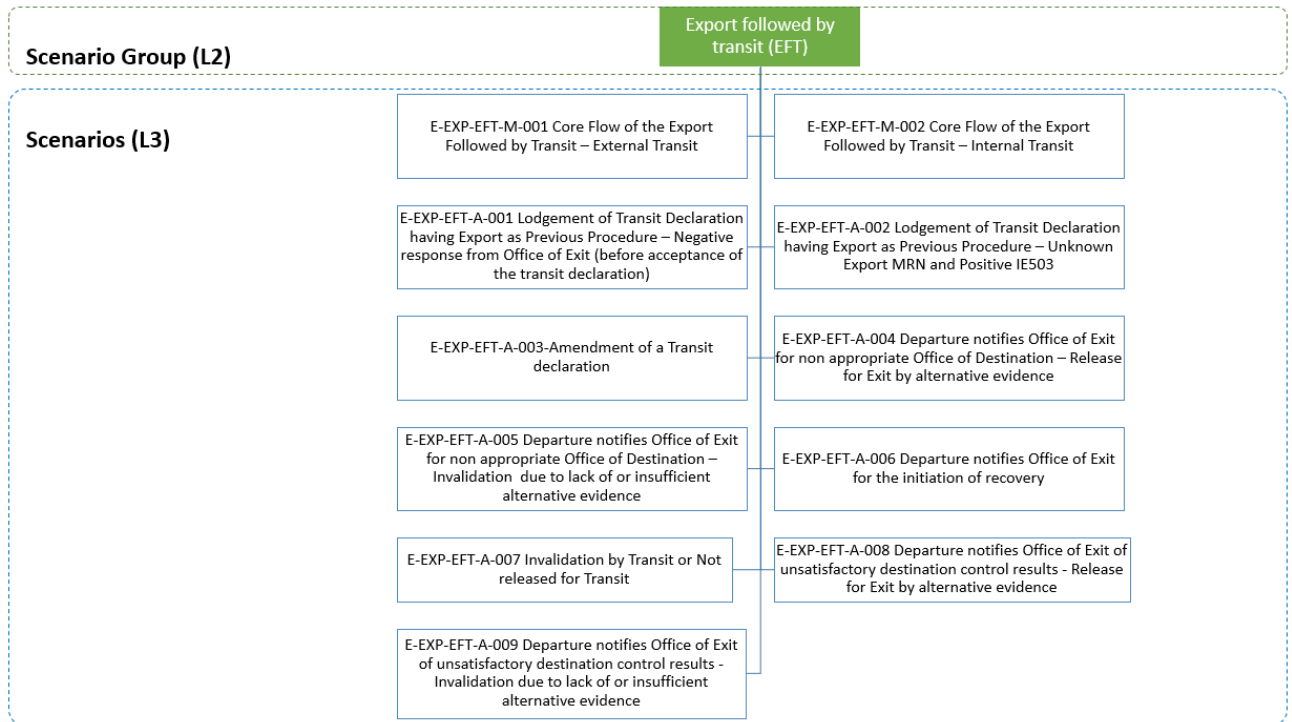 Export followed by
transit (EFT)
Scenario Group (L2)
Scenarios (L3)
E-EXP-EFT-M-001 Core Flow of the Export
Followed by Transit – External Transit
E-EXP-EFT-M-002 Core Flow of the Export
Followed by Transit – Internal Transit
E-EXP-EFT-A-001 Lodgement of Transit Declaration
having Export as Previous Procedure – Negative
response from Office of Exit (before acceptance of
the transit declaration)
E-EXP-EFT-A-002 Lodgement of Transit Declaration
having Export as Previous Procedure – Unknown
Export MRN and Positive IE503
E-EXP-EFT-A-003-Amendment of a Transit
declaration
E-EXP-EFT-A-004 Departure notifies Office of Exit
for non appropriate Office of Destination – Release
for Exit by alternative evidence
E-EXP-EFT-A-005 Departure notifies Office of Exit
for non appropriate Office of Destination –
Invalidation due to lack of or insufficient
alternative evidence
E-EXP-EFT-A-006 Departure notifies Office of Exit
for the initiation of recovery
E-EXP-EFT-A-007 Invalidation by Transit or Not
released for Transit
E-EXP-EFT-A-008 Departure notifies Office of Exit of
unsatisfactory destination control results - Release
for Exit by alternative evidence
E-EXP-EFT-A-009 Departure notifies Office of Exit
of unsatisfactory destination control results -
Invalidation due to lack of or insufficient
alternative evidence